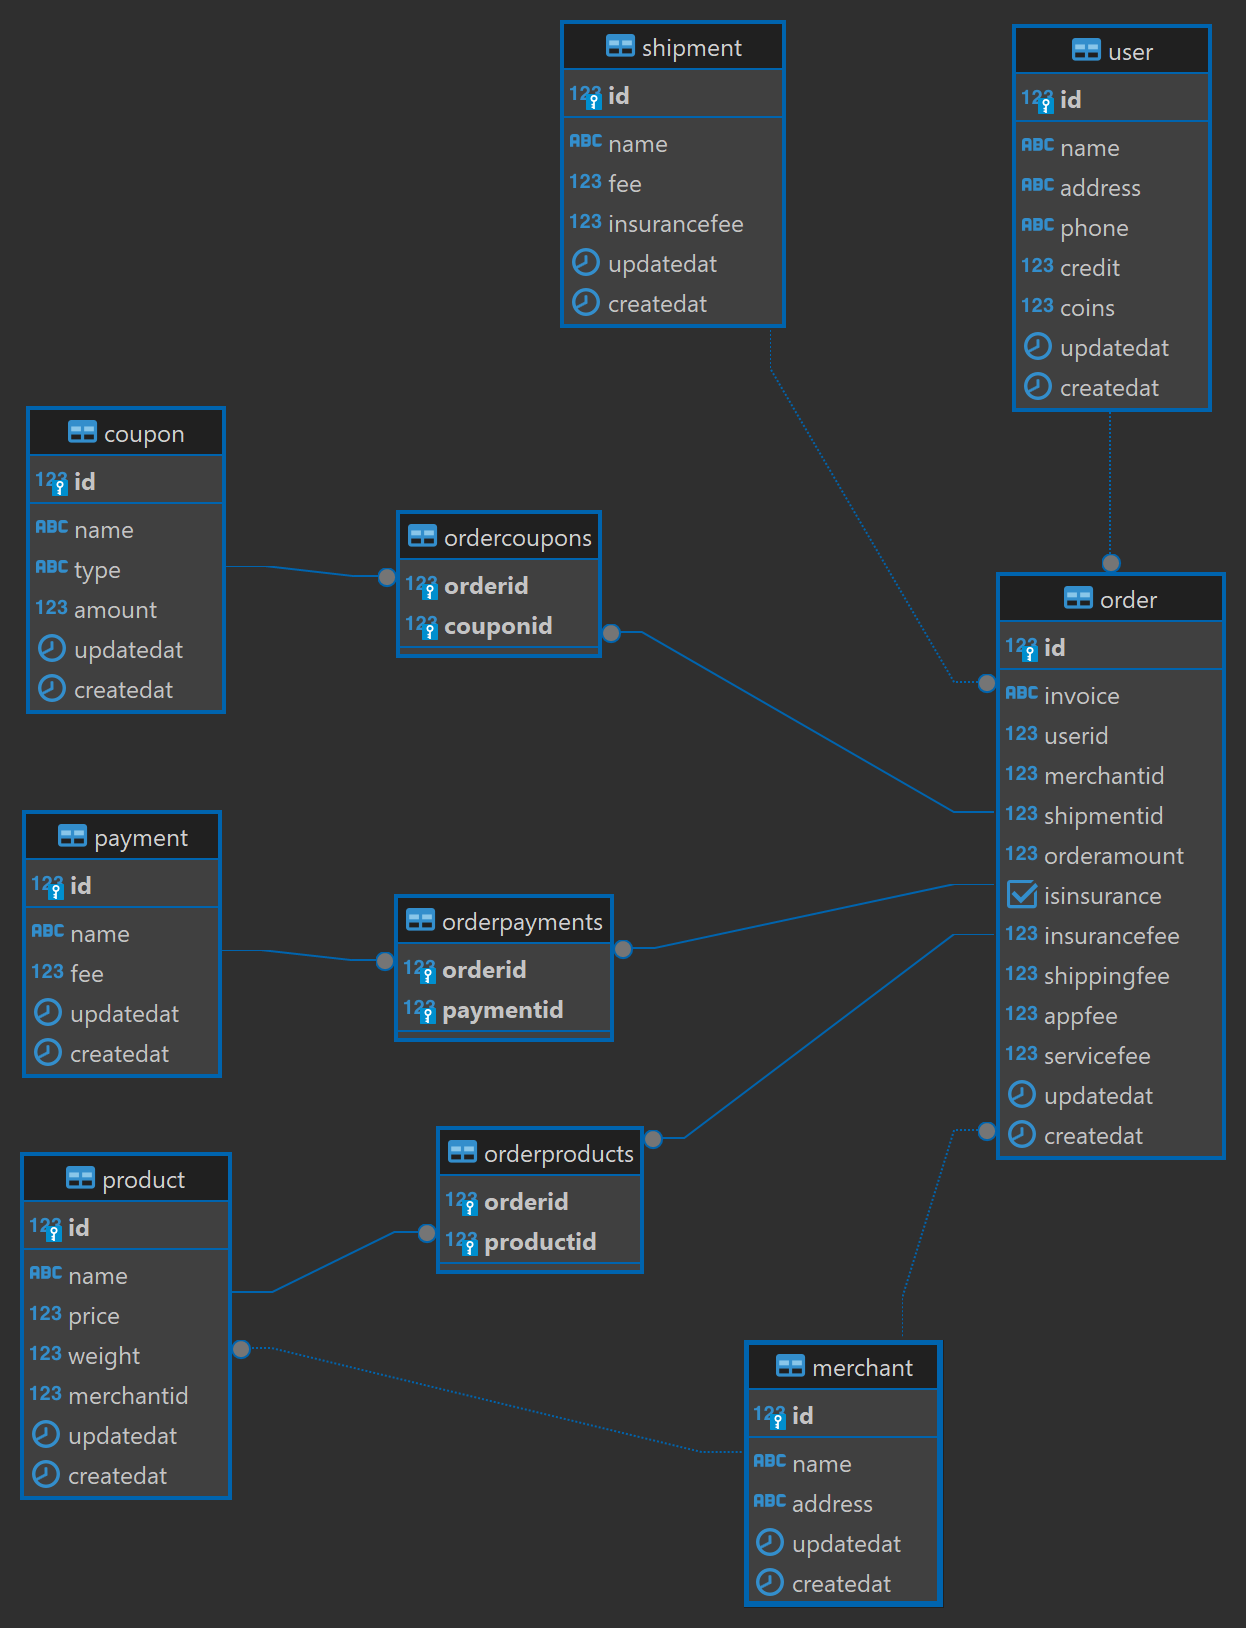 shipment
123 id
ABC name
123 fee
123 insurancefee
updatedat
createdat
user
123 id
ABC name
ABC address
ABC phone
123 credit
123 coins
updatedat
createdat
coupon
123 id
ABC name
ABC type
123 amount
updatedat
createdat
ordercoupons
123 orderid
123 couponid
order
123 id
ABC invoice
123 userid
123 merchantid
123 shipmentid
123 orderamount
isinsurance
123 insurancefee
123 shippingfee
123 appfee
123 servicefee
updatedat
createdat
payment
123 id
ABC name
123 fee
updatedat
createdat
orderpayments
123 orderid
123 paymentid
orderproducts
123 orderid
123 productid
product
123 id
ABC name
123 price
123 weight
123 merchantid
updatedat
createdat
merchant
123 id
ABC name
ABC address
updatedat
createdat